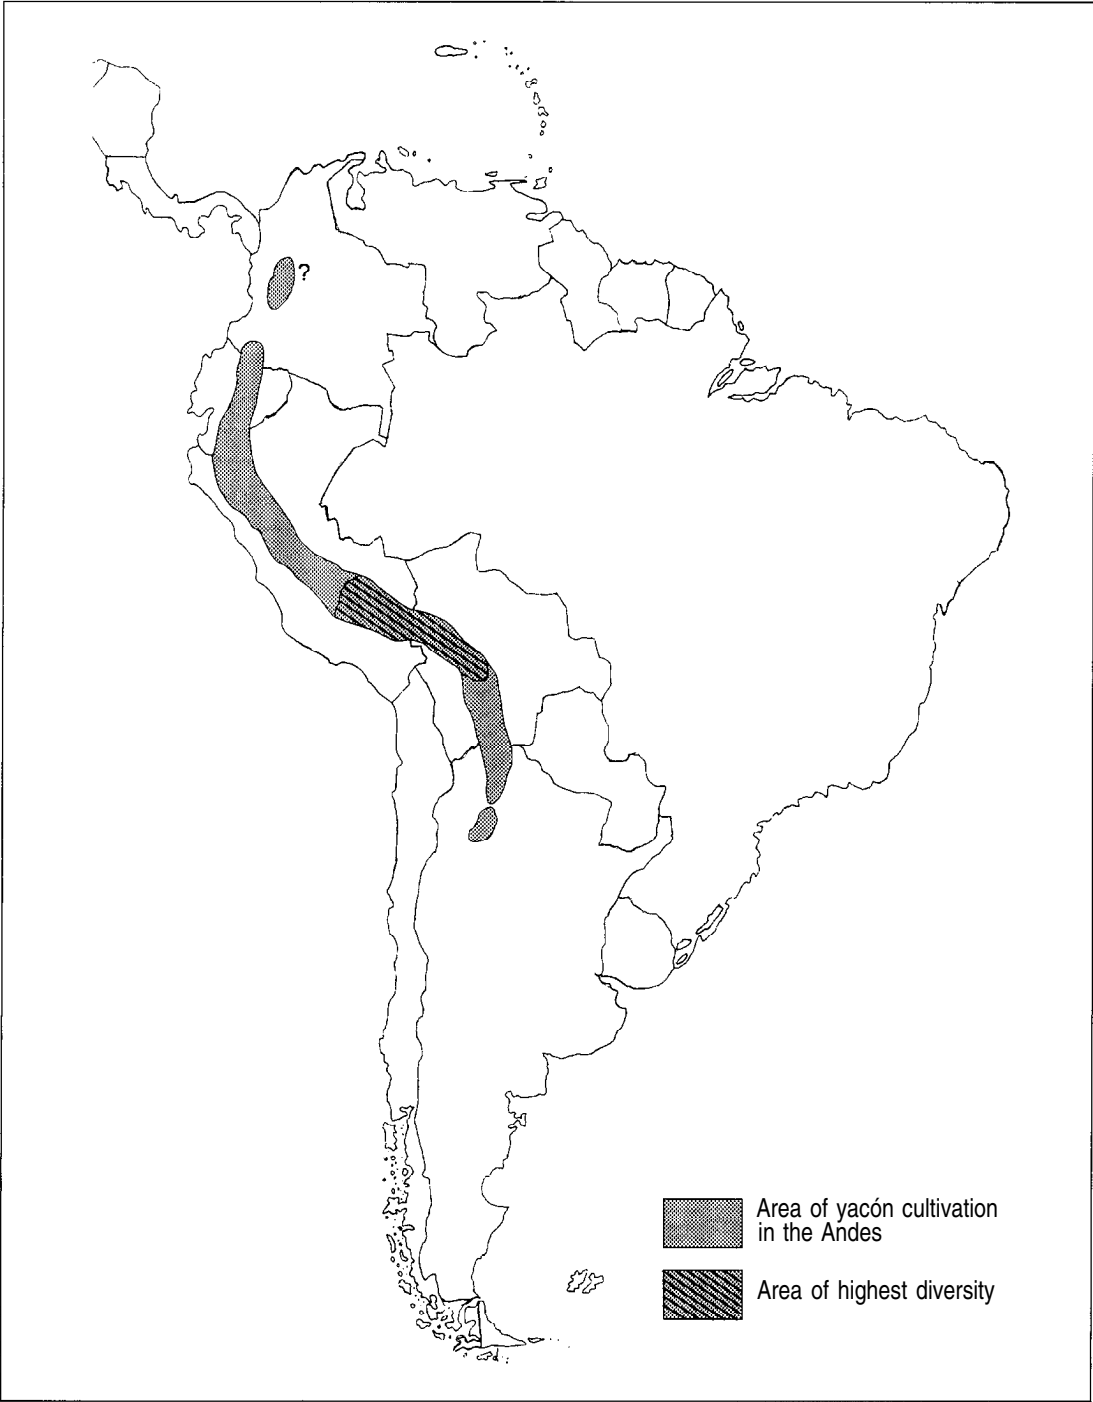 ?
Area of yacón cultivation
in the Andes
Area of highest diversity